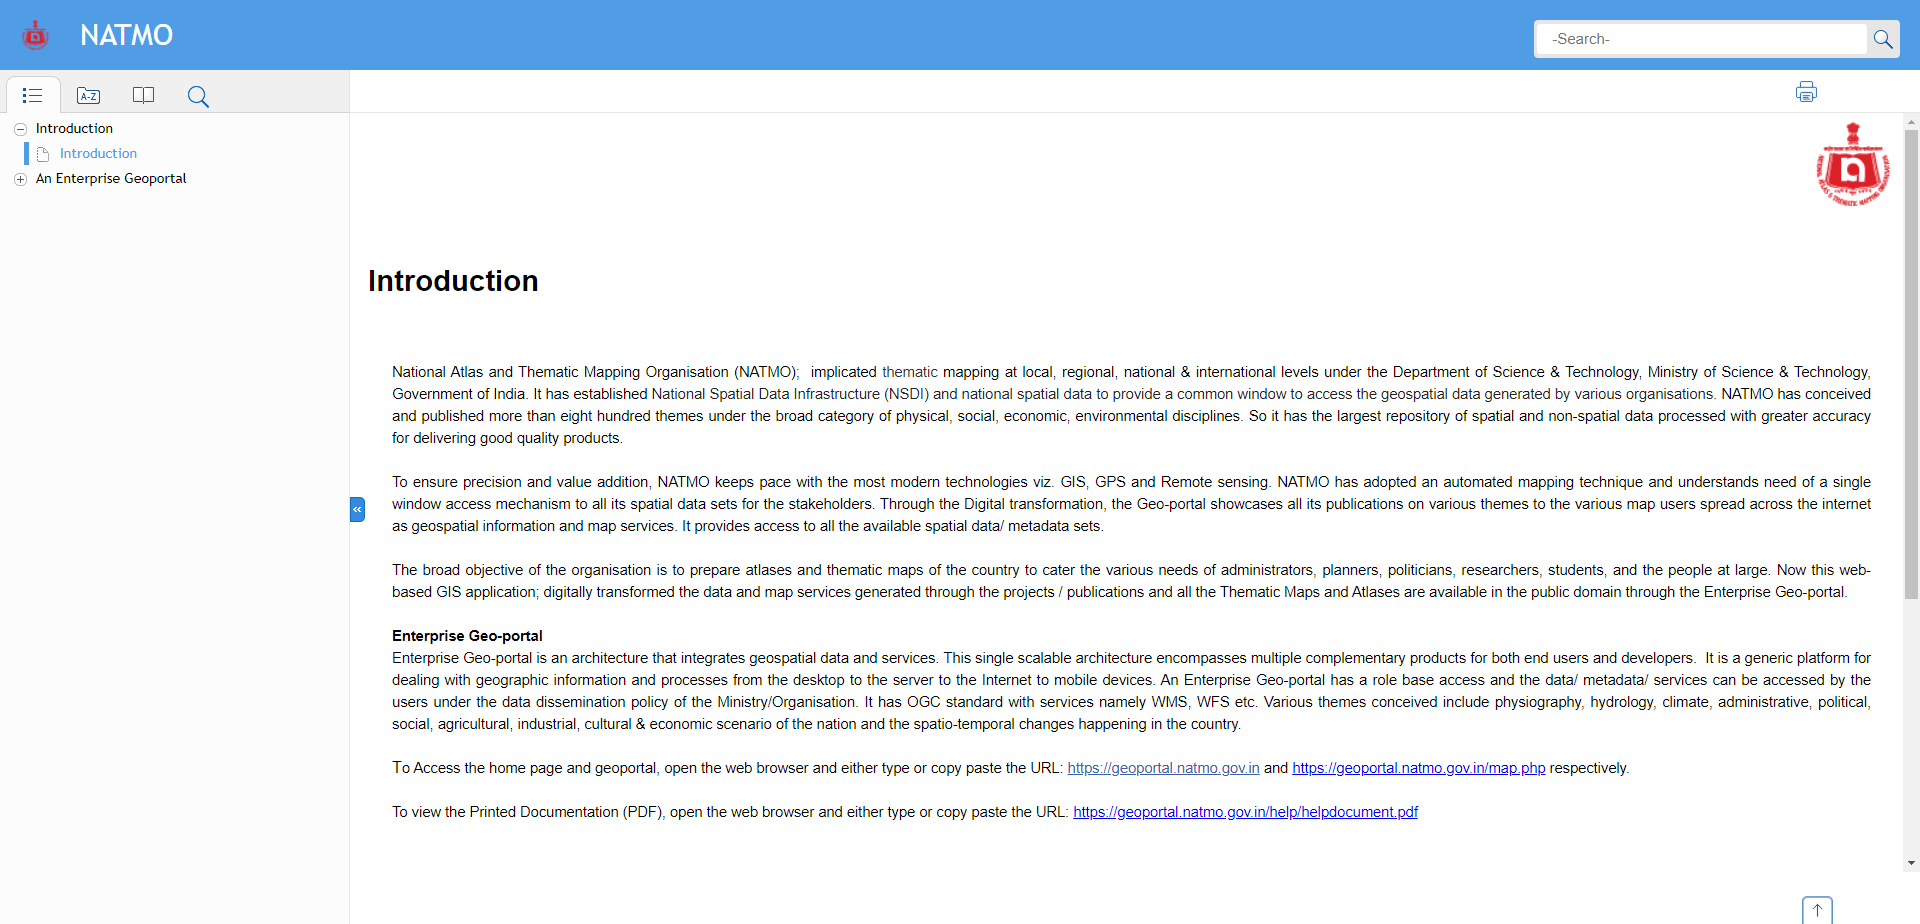 NATMO
-Search-
A-Z
Introduction
Introduction
An Enterprise Geoportal
Introduction
National Atlas and Thematic Mapping Organisation (NATMO);  implicated thematic mapping at local, regional, national & international levels under the Department of Science & Technology, Ministry of Science & Technology,
Government of India. It has established National Spatial Data Infrastructure (NSDI) and national spatial data to provide a common window to access the geospatial data generated by various organisations. NATMO has conceived
and published more than eight hundred themes under the broad category of physical, social, economic, environmental disciplines. So it has the largest repository of spatial and non-spatial data processed with greater accuracy
for delivering good quality products.
To ensure precision and value addition, NATMO keeps pace with the most modern technologies viz. GIS, GPS and Remote sensing. NATMO has adopted an automated mapping technique and understands need of a single
window access mechanism to all its spatial data sets for the stakeholders. Through the Digital transformation, the Geo-portal showcases all its publications on various themes to the various map users spread across the internet
as geospatial information and map services. It provides access to all the available spatial data/ metadata sets.
The broad objective of the organisation is to prepare atlases and thematic maps of the country to cater the various needs of administrators, planners, politicians, researchers, students, and the people at large. Now this web-
based GIS application; digitally transformed the data and map services generated through the projects / publications and all the Thematic Maps and Atlases are available in the public domain through the Enterprise Geo-portal.
Enterprise Geo-portal
Enterprise Geo-portal is an architecture that integrates geospatial data and services. This single scalable architecture encompasses multiple complementary products for both end users and developers.  It is a generic platform for
dealing with geographic information and processes from the desktop to the server to the Internet to mobile devices. An Enterprise Geo-portal has a role base access and the data/ metadata/ services can be accessed by the
users under the data dissemination policy of the Ministry/Organisation. It has OGC standard with services namely WMS, WFS etc. Various themes conceived include physiography, hydrology, climate, administrative, political,
social, agricultural, industrial, cultural & economic scenario of the nation and the spatio-temporal changes happening in the country.
To Access the home page and geoportal, open the web browser and either type or copy paste the URL: https://geoportal.natmo.gov.in and https://geoportal.natmo.gov.in/map.php respectively.
To view the Printed Documentation (PDF), open the web browser and either type or copy paste the URL: https://geoportal.natmo.gov.in/help/helpdocument.pdf